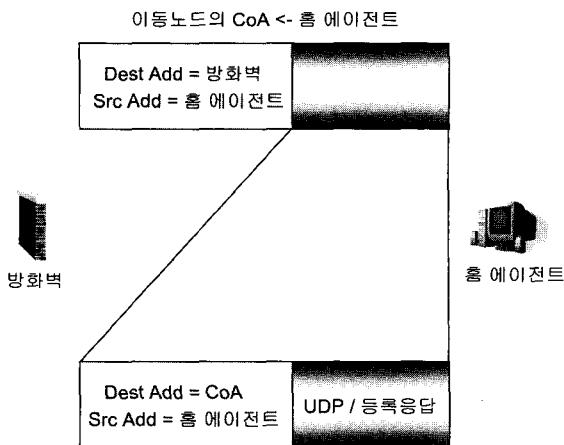 이동노드의 CoA <- 홈 에이전트
Dest Add = 방화벽
Src Add = 홈 에이전트
방화벽
홈 에이전트
Dest Add = CoA
Src Add = 홈 에이전트
UDP / 등록응답